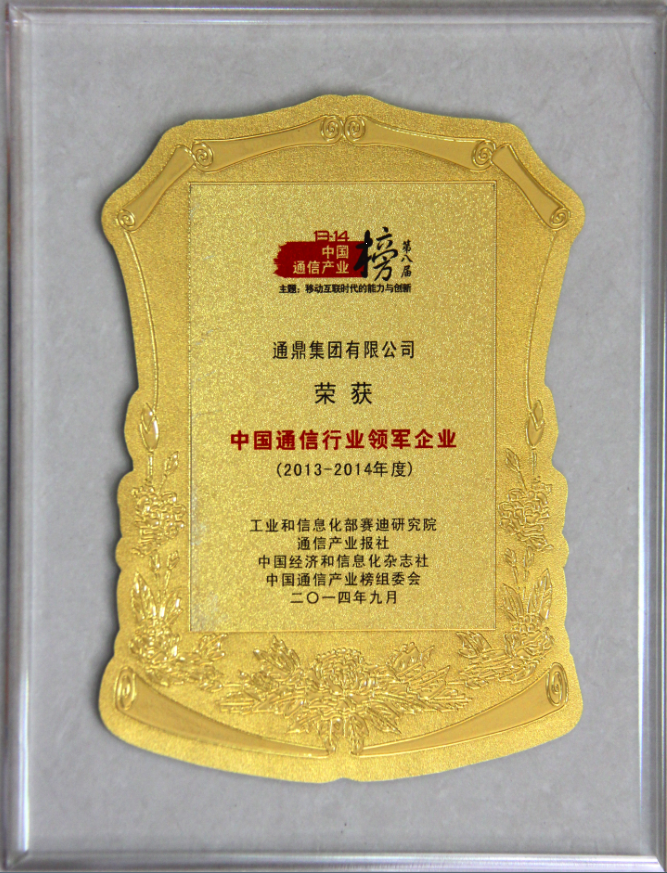 13-14
中国
通信产业
榜
第八届
主题：移动互联时代的能力与创新
通鼎集团有限公司
荣获
中国通信行业领军企业
(2013-2014年度)
工业和信息化部赛迪研究院
通信产业报社
中国经济和信息化杂志社
中国通信产业榜组委会
二〇一四年九月